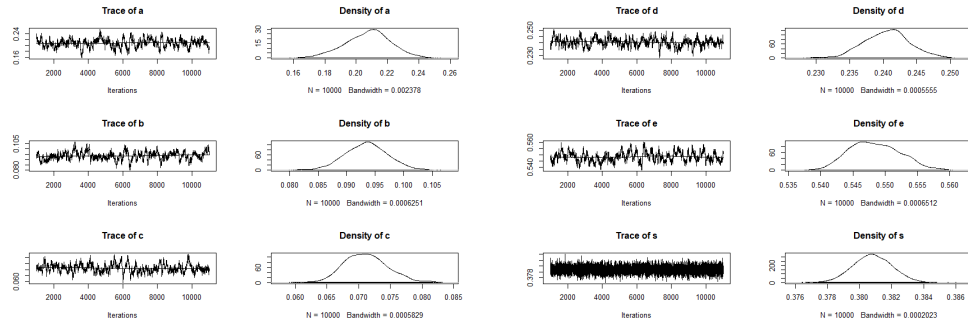 Trace of a
0.16 0.24
2000 4000 6000 8000 10000
Iterations
Density of a
0 15 30
0.16 0.18 0.20 0.22 0.24 0.26
N = 10000 Bandwidth = 0.002378
Trace of d
0.230 0.250
2000 4000 6000 8000 10000
Iterations
Density of d
0 60
0.230 0.235 0.240 0.245 0.250
N = 10000 Bandwidth = 0.0005555
Trace of b
0.080 0.105
2000 4000 6000 8000 10000
Iterations
Density of b
0 60
0.080 0.085 0.090 0.095 0.100 0.105
N = 10000 Bandwidth = 0.0006251
Trace of e
0.540 0.560
2000 4000 6000 8000 10000
Iterations
Density of e
0 60
0.535 0.540 0.545 0.550 0.555 0.560
N = 10000 Bandwidth = 0.0006512
Trace of c
0.060
2000 4000 6000 8000 10000
Iterations
Density of c
0 60
0.060 0.065 0.070 0.075 0.080 0.085
N = 10000 Bandwidth = 0.0005829
Trace of s
0.378
2000 4000 6000 8000 10000
Iterations
Density of s
0 200
0.376 0.378 0.380 0.382 0.384 0.386
N = 10000 Bandwidth = 0.0002023